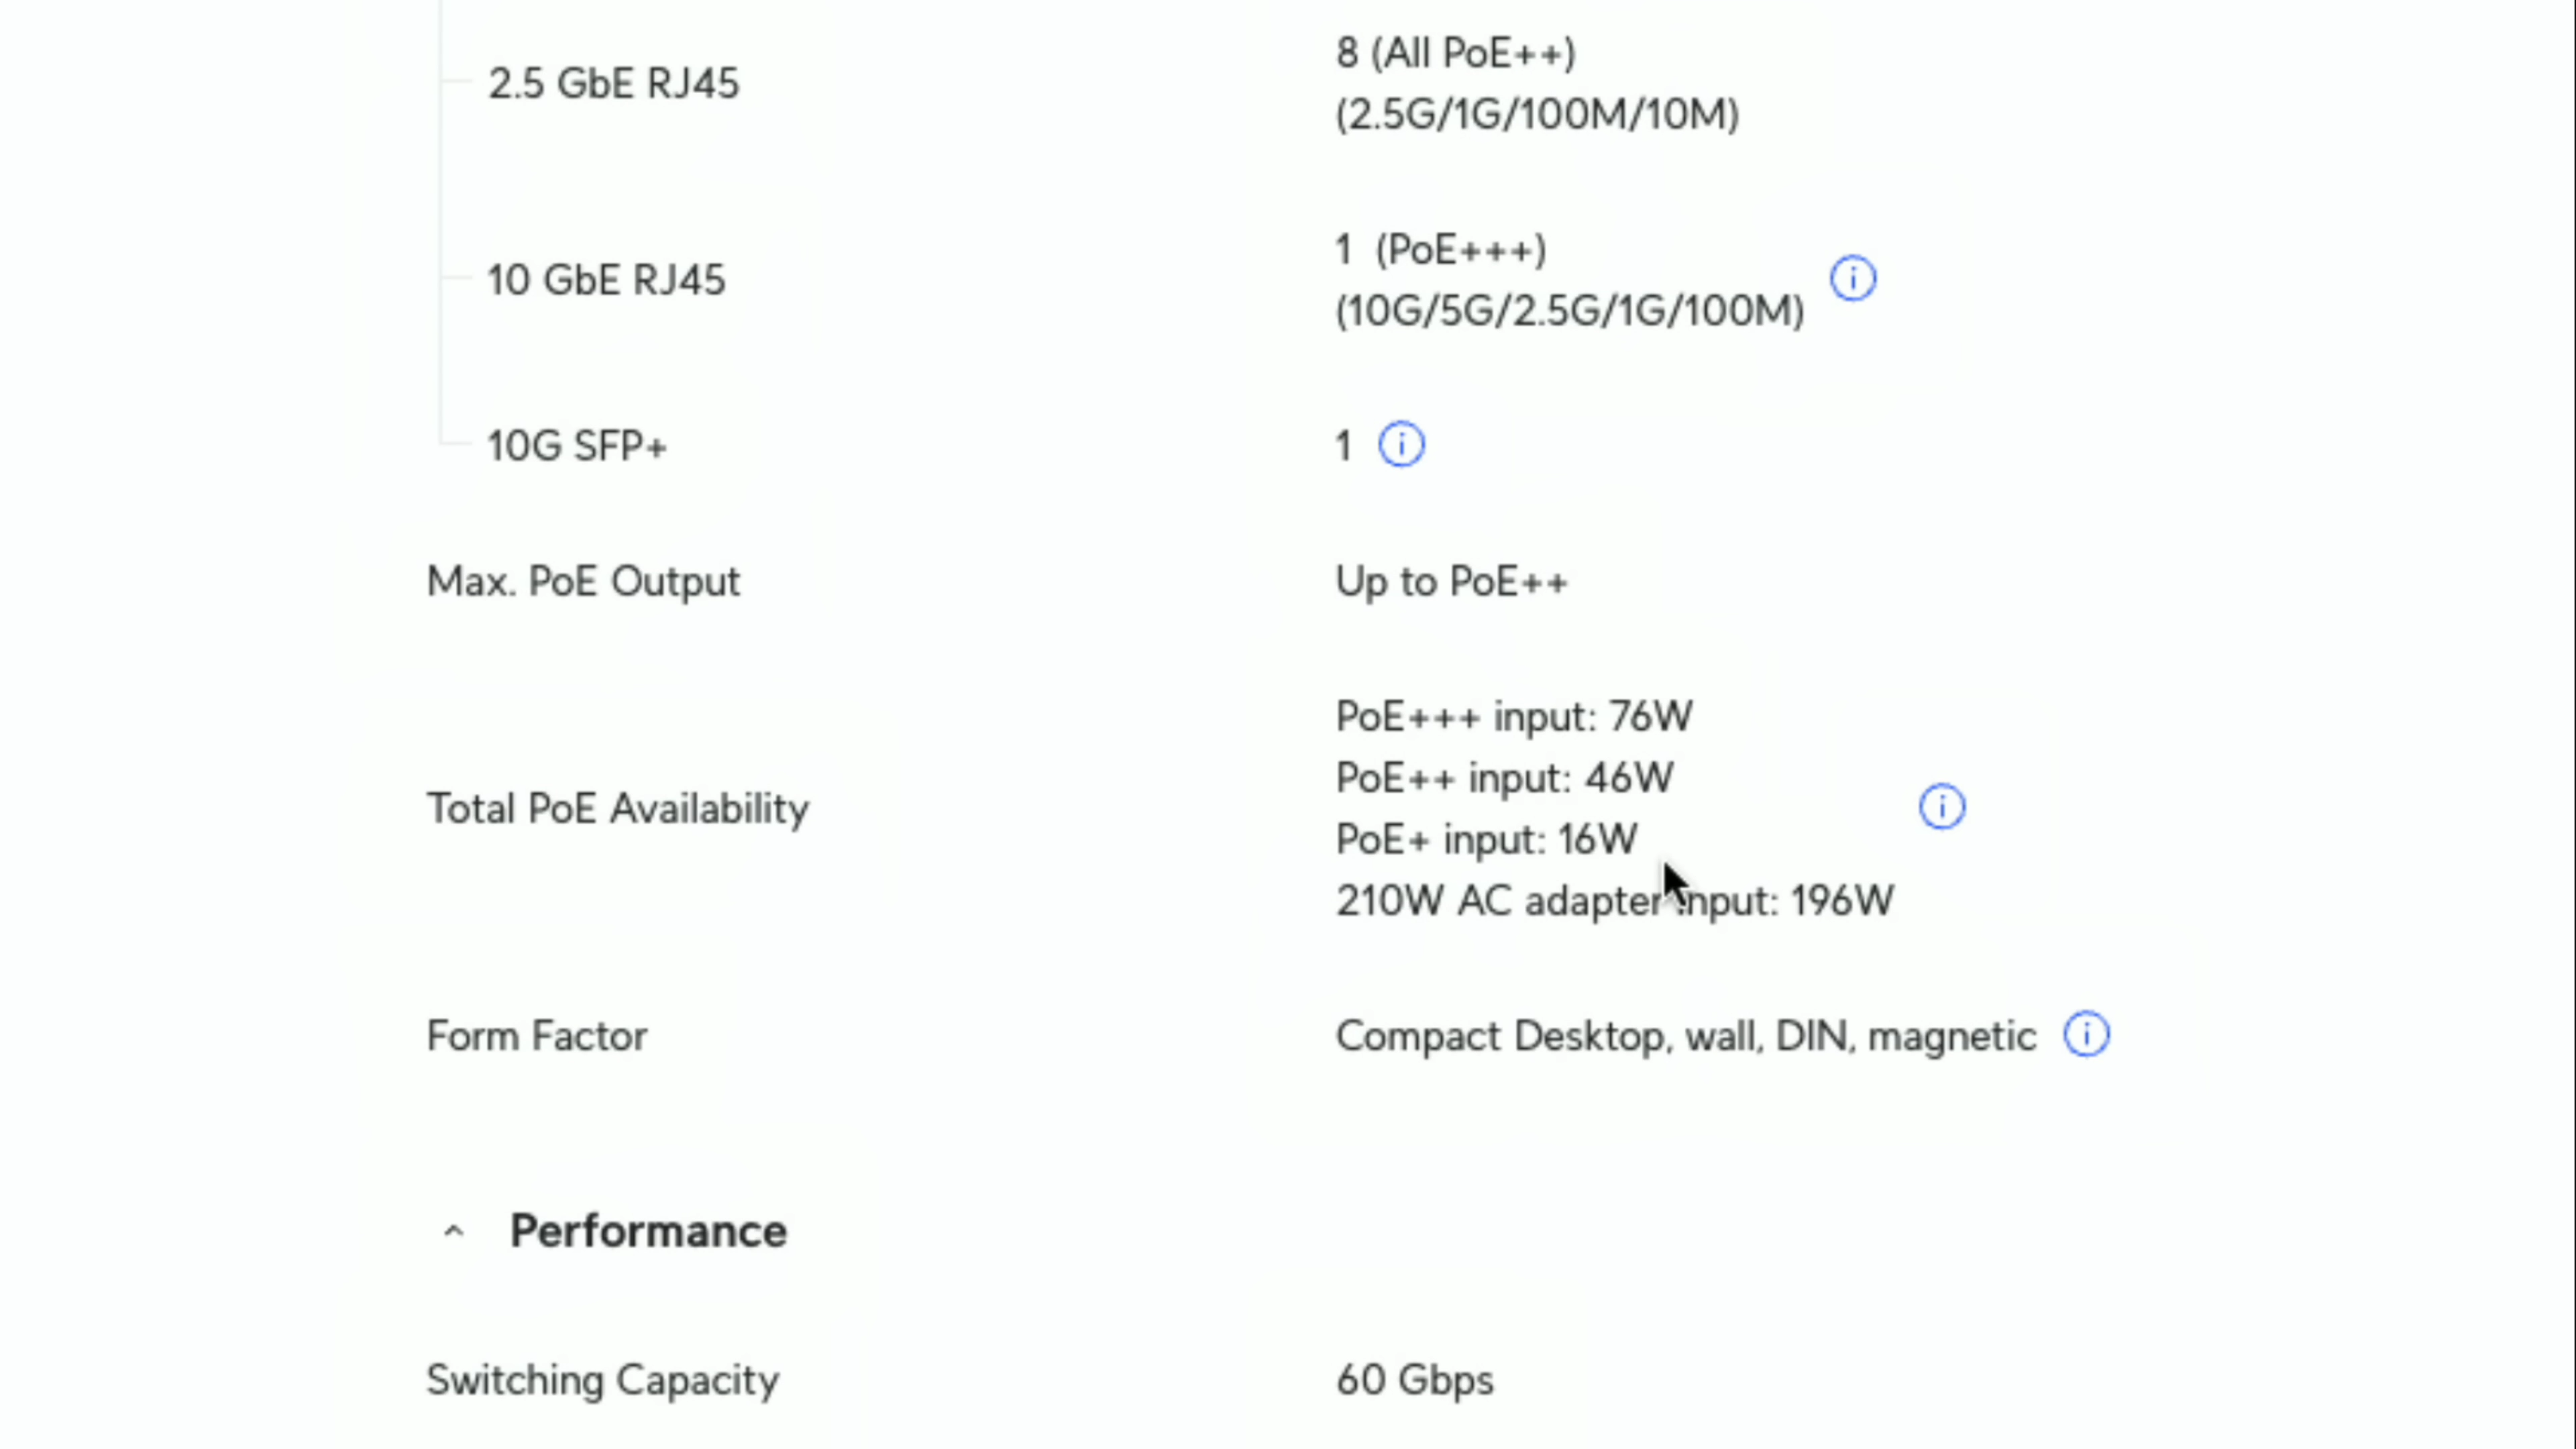 2.5 GbE RJ45
8 (All PoE++)
(2.5G/1G/100M/10M)
10 GbE RJ45
1 (PoE+++)
(10G/5G/2.5G/1G/100M)
10G SFP+
1
Max. PoE Output
Up to PoE++
Total PoE Availability
PoE+++ input: 76W
PoE++ input: 46W
PoE+ input: 16W
210W AC adapter input: 196W
Form Factor
Compact Desktop, wall, DIN, magnetic
Performance
Switching Capacity
60 Gbps